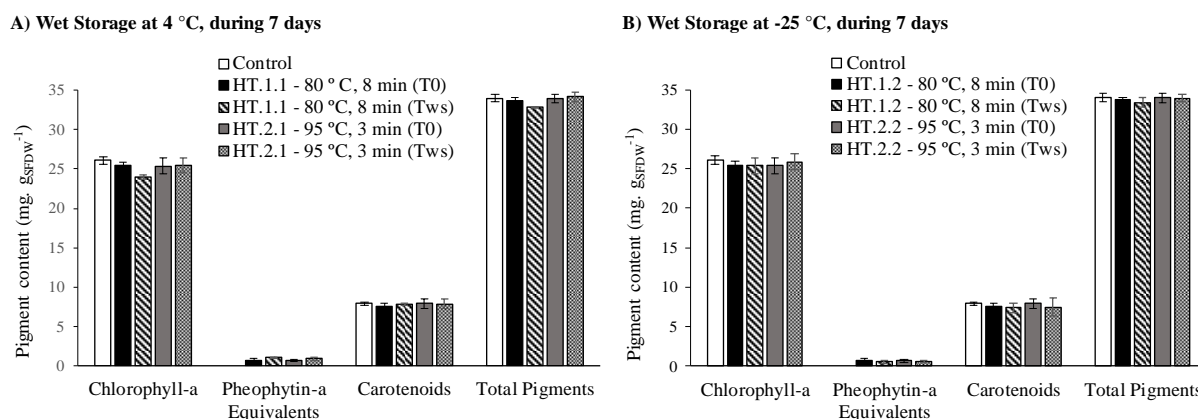 A) Wet Storage at 4 °C, during 7 days
Control
HT.1.1 - 80 º C, 8 min (T0)
HT.1.1 - 80 ºC, 8 min (Tws)
HT.2.1 - 95 ºC, 3 min (T0)
HT.2.1 - 95 ºC, 3 min (Tws)
35
30
25
20
15
10
5
0
Pigment content (mg. gSFDW-1)
Chlorophyll-a
Pheophytin-a
Equivalents
Carotenoids
Total Pigments
B) Wet Storage at -25 °C, during 7 days
Control
HT.1.2 - 80 ºC, 8 min (T0)
HT.1.2 - 80 ºC, 8 min (Tws)
HT.2.2 - 95 ºC, 3 min (T0)
HT.2.2 - 95 ºC, 3 min (Tws)
35
30
25
20
15
10
5
0
Pigment content (mg. gSFDW-1)
Chlorophyll-a
Pheophytin-a
Equivalents
Carotenoids
Total Pigments